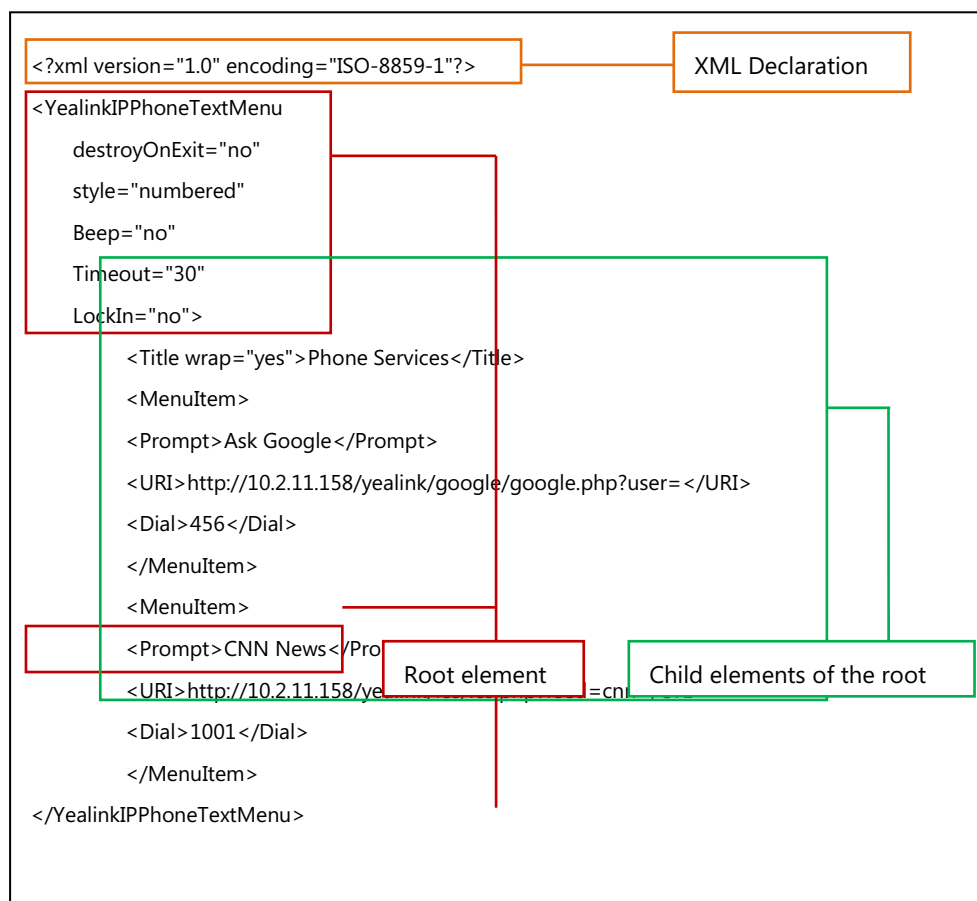 <?xml version="1.0" encoding="ISO-8859-1"?>
XML Declaration
<YealinkIPPhoneTextMenu
destroyOnExit="no"
style="numbered"
Beep="no"
Timeout="30"
LockIn="no">
<Title wrap="yes">Phone Services</Title>
<MenuItem>
<Prompt>Ask Google</Prompt>
<URI>http://10.2.11.158/yealink/google/google.php?user=</URI>
<Dial>456</Dial>
</MenuItem>
<MenuItem>
<Prompt>CNN News</Pro
Root element
Child elements of the root
<URI>http://10.2.11.158/
<Dial>1001</Dial>
</MenuItem>
</YealinkIPPhoneTextMenu>